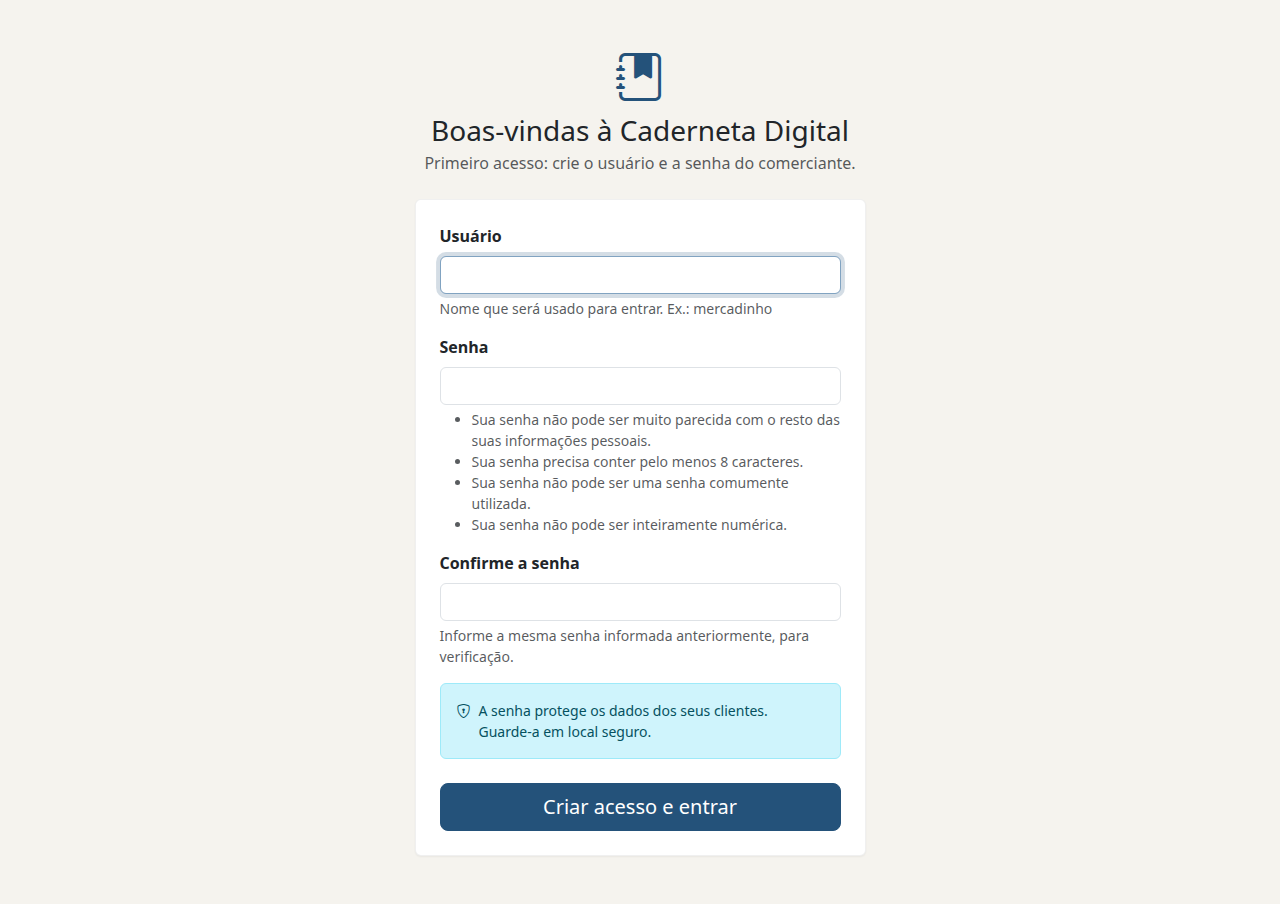 Boas-vindas à Caderneta Digital
Primeiro acesso: crie o usuário e a senha do comerciante.
Usuário
Nome que será usado para entrar. Ex.: mercadinho
Senha
Sua senha não pode ser muito parecida com o resto das
suas informações pessoais.
Sua senha precisa conter pelo menos 8 caracteres.
Sua senha não pode ser uma senha comumente
utilizada.
Sua senha não pode ser inteiramente numérica.
Confirme a senha
Informe a mesma senha informada anteriormente, para
verificação.
A senha protege os dados dos seus clientes.
Guarde-a em local seguro.
Criar acesso e entrar